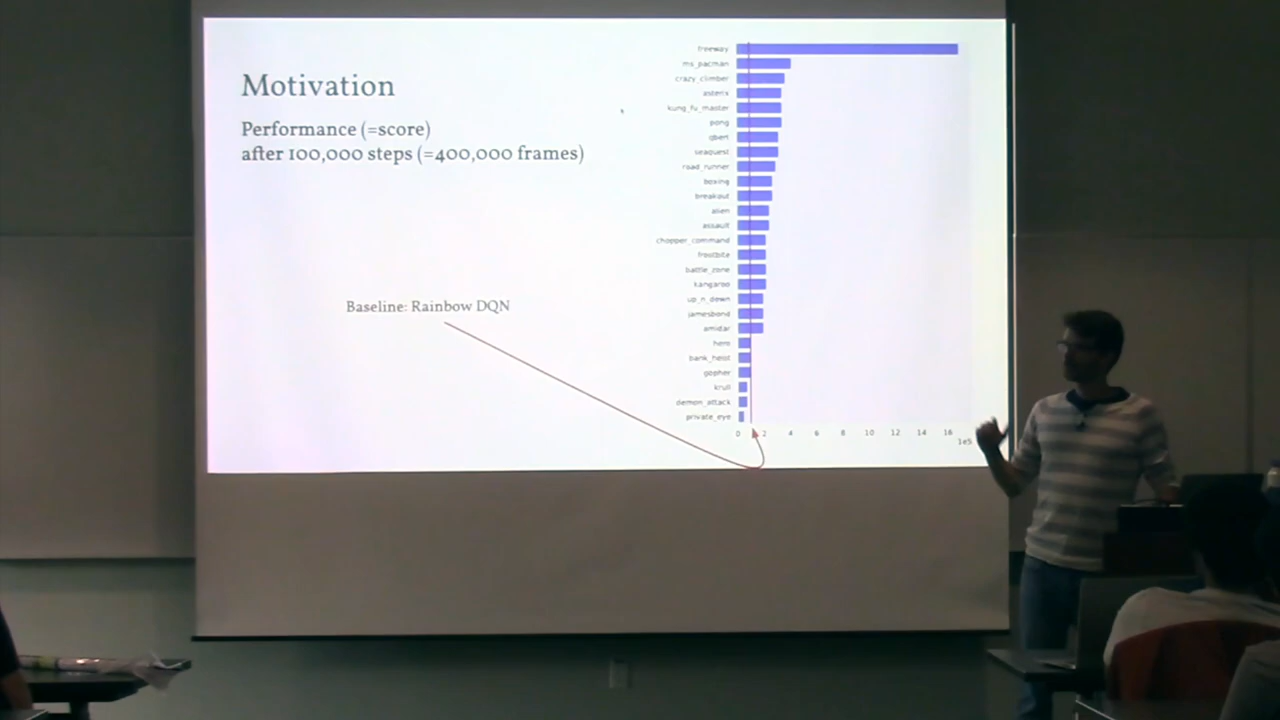 Motivation
Performance (=score)
after 100,000 steps (=400,000 frames)
Baseline: Rainbow DQN
freeway
ms_pacman
crazy_climber
asterix
kung_fu_master
pong
qbert
seaquest
road_runner
boxing
breakout
alien
assault
chopper_command
frostbite
battle_zone
kangaroo
up_n_down
jamesbond
amidar
hero
bank_heist
gopher
krull
demon_attack
private_eye
0 2 4 6 8 10 12 14 16
1e5